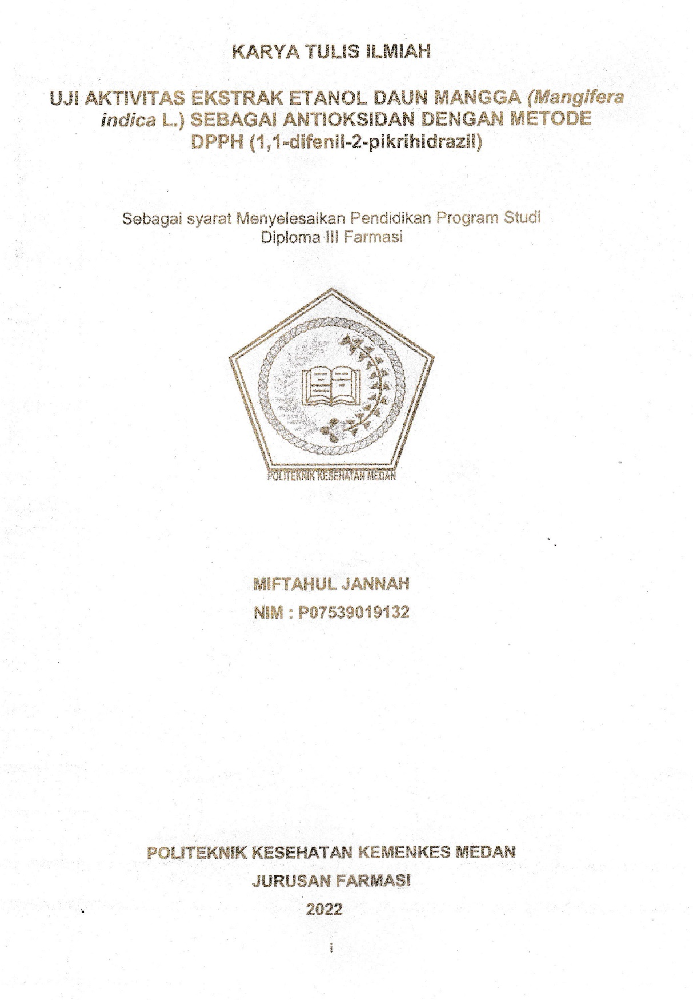 KARYA TULIS ILMIAH
UJI AKTIVITAS EKSTRAK ETANOL DAUN MANGGA (Mangifera
indica L.) SEBAGAI ANTIOKSIDAN DENGAN METODE
DPPH (1,1-difenil-2-pikrihidrazil)
Sebagai syarat Menyelesaikan Pendidikan Program Studi
Diploma III Farmasi
POLITEKNIK KESEHATAN MEDAN
MIFTAHUL JANNAH
NIM : P07539019132
POLITEKNIK KESEHATAN KEMENKES MEDAN
JURUSAN FARMASI
2022
i